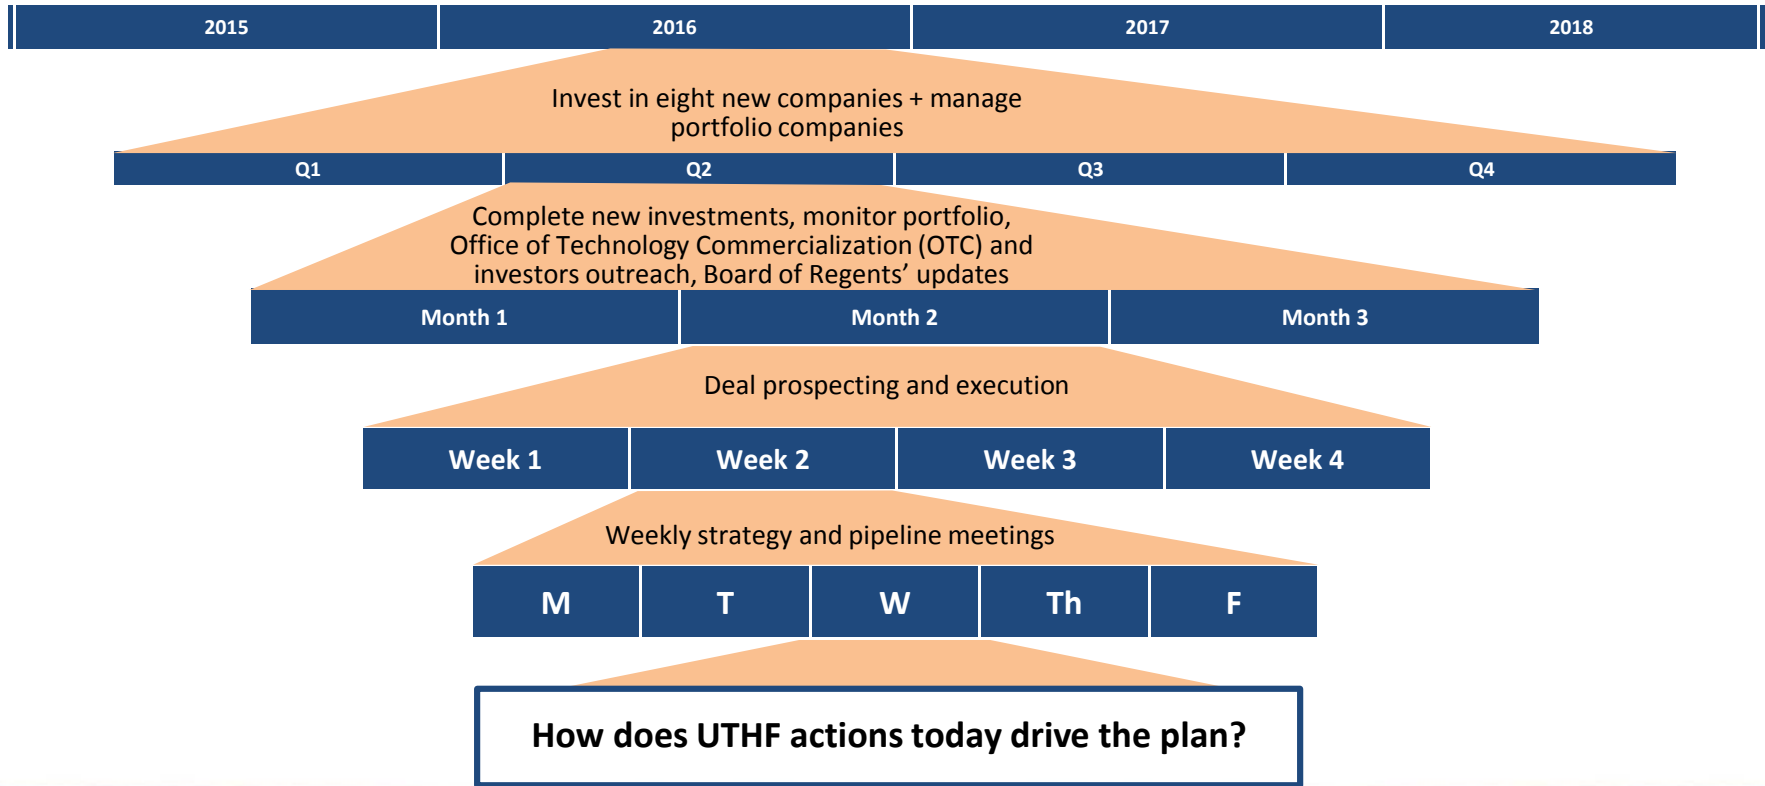 2015 2016 2017 2018
Invest in eight new companies + manage
portfolio companies
Q1 Q2 Q3 Q4
Complete new investments, monitor portfolio,
Office of Technology Commercialization (OTC) and
investors outreach, Board of Regents’ updates
Month 1 Month 2 Month 3
Deal prospecting and execution
Week 1 Week 2 Week 3 Week 4
Weekly strategy and pipeline meetings
M T W Th F
How does UTHF actions today drive the plan?